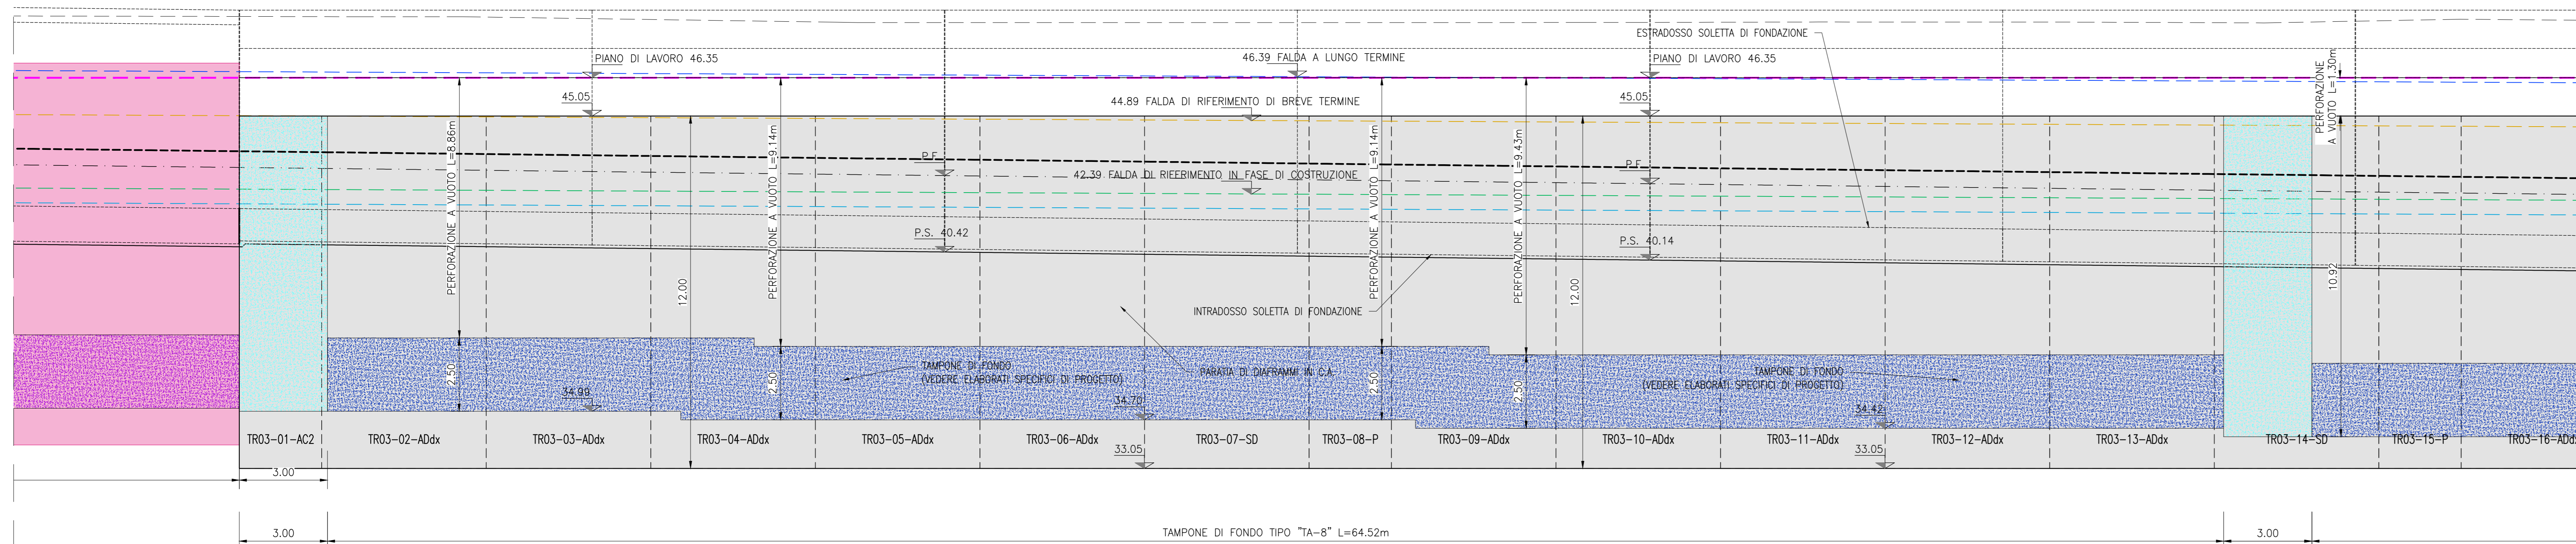 ESTRADOSSO SOLETTA DI FONDAZIONE
PIANO DI LAVORO 46.35
46.39 FALDA A LUNGO TERMINE
PIANO DI LAVORO 46.35
PERFORAZIONE
A VUOTO L=1.30m
45.05
44.89 FALDA DI RIFERIMENTO DI BREVE TERMINE
45.05
PERFORAZIONE A VUOTO L=8.86m
PERFORAZIONE A VUOTO L=9.14m
PERFORAZIONE A VUOTO L=9.14m
PERFORAZIONE A VUOTO L=9.43m
P.F.
P.F.
42.39 FALDA DI RIFERIMENTO IN FASE DI COSTRUZIONE
P.S. 40.42
P.S. 40.14
12.00
12.00
10.92
INTRADOSSO SOLETTA DI FONDAZIONE
TAMPONE DI FONDO
(VEDERE ELABORATI SPECIFICI DI PROGETTO)
PARATIA DI DIAFRAMMI IN C.A.
TAMPONE DI FONDO
(VEDERE ELABORATI SPECIFICI DI PROGETTO)
2.50
2.50
2.50
2.50
34.99
34.70
34.42
TR03-01-AC2
TR03-02-ADdx
TR03-03-ADdx
TR03-04-ADdx
TR03-05-ADdx
TR03-06-ADdx
TR03-07-SD
TR03-08-P
TR03-09-ADdx
TR03-10-ADdx
TR03-11-ADdx
TR03-12-ADdx
TR03-13-ADdx
TR03-14-SD
TR03-15-P
TR03-16-ADdx
33.05
33.05
3.00
3.00
TAMPONE DI FONDO TIPO "TA-8" L=64.52m
3.00